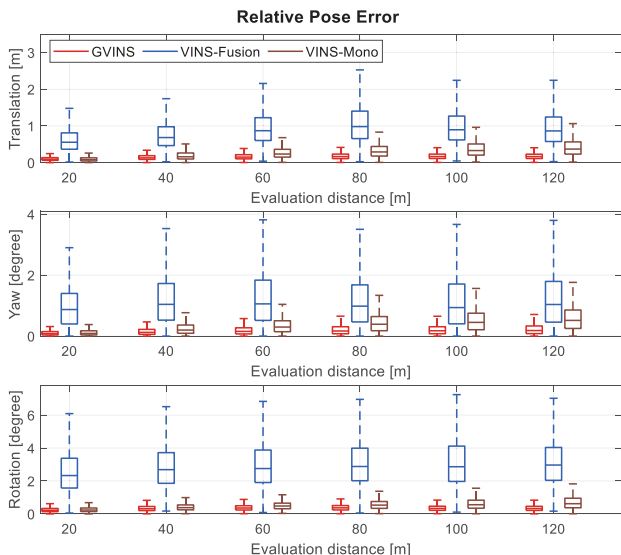 Relative Pose Error
GVINS VINS-Fusion VINS-Mono
Translation [m]
3
2
1
0
20 40 60 80 100 120
Evaluation distance [m]
Yaw [degree]
4
2
0
20 40 60 80 100 120
Evaluation distance [m]
Rotation [degree]
6
4
2
0
20 40 60 80 100 120
Evaluation distance [m]